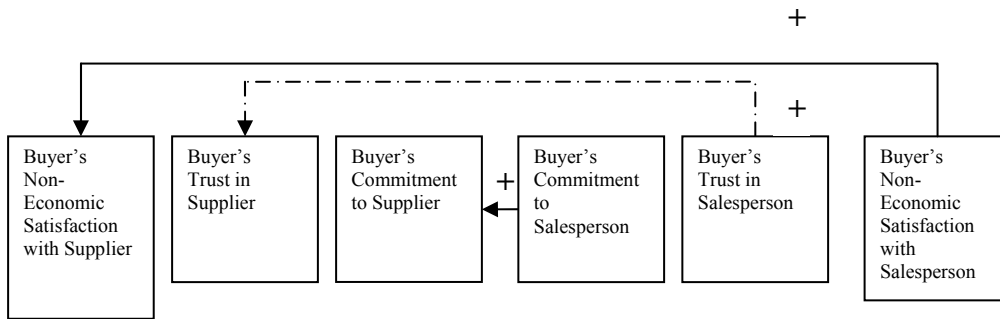 +
+
Buyer’s
Non-
Economic
Satisfaction
with Supplier
Buyer’s
Trust in
Supplier
Buyer’s
Commitment
to Supplier
+
Buyer’s
Commitment
to
Salesperson
Buyer’s
Trust in
Salesperson
Buyer’s
Non-
Economic
Satisfaction
with
Salesperson